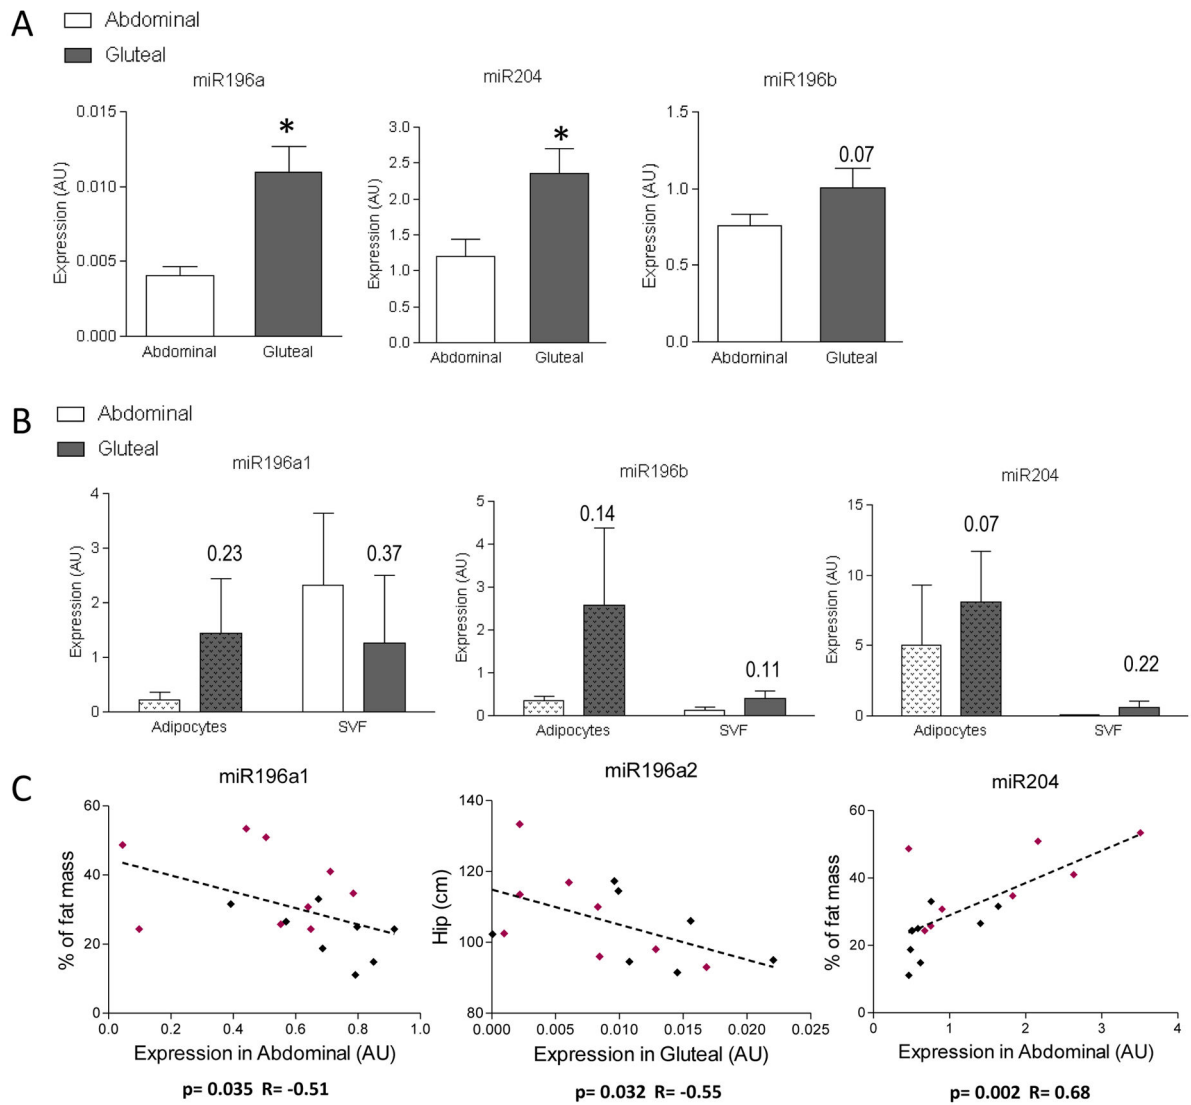 A
Abdominal
Gluteal
miR196a
miR204
miR196b
0.015
0.010
0.005
0.000
Expression (AU)
*
Abdominal
Gluteal
3.0
2.5
2.0
1.5
1.0
0.5
0.0
Expression (AU)
*
Abdominal
Gluteal
1.5
1.0
0.5
0.0
Expression (AU)
0.07
Abdominal
Gluteal
B
Abdominal
Gluteal
miR196a1
miR196b
miR204
4
3
2
1
0
Expression (AU)
0.23
0.37
Adipocytes
SVF
5
4
3
2
1
0
Expression (AU)
0.14
0.11
Adipocytes
SVF
15
10
5
0
Expression (AU)
0.07
0.22
Adipocytes
SVF
C
miR196a1
miR196a2
miR204
60
40
20
0
% of fat mass
0.0
0.2
0.4
0.6
0.8
1.0
Expression in Abdominal (AU)
p= 0.035 R= -0.51
140
120
100
80
Hip (cm)
0.000
0.005
0.010
0.015
0.020
0.025
Expression in Gluteal (AU)
p= 0.032 R= -0.55
60
40
20
0
% of fat mass
0
1
2
3
4
Expression in Abdominal (AU)
p= 0.002 R= 0.68